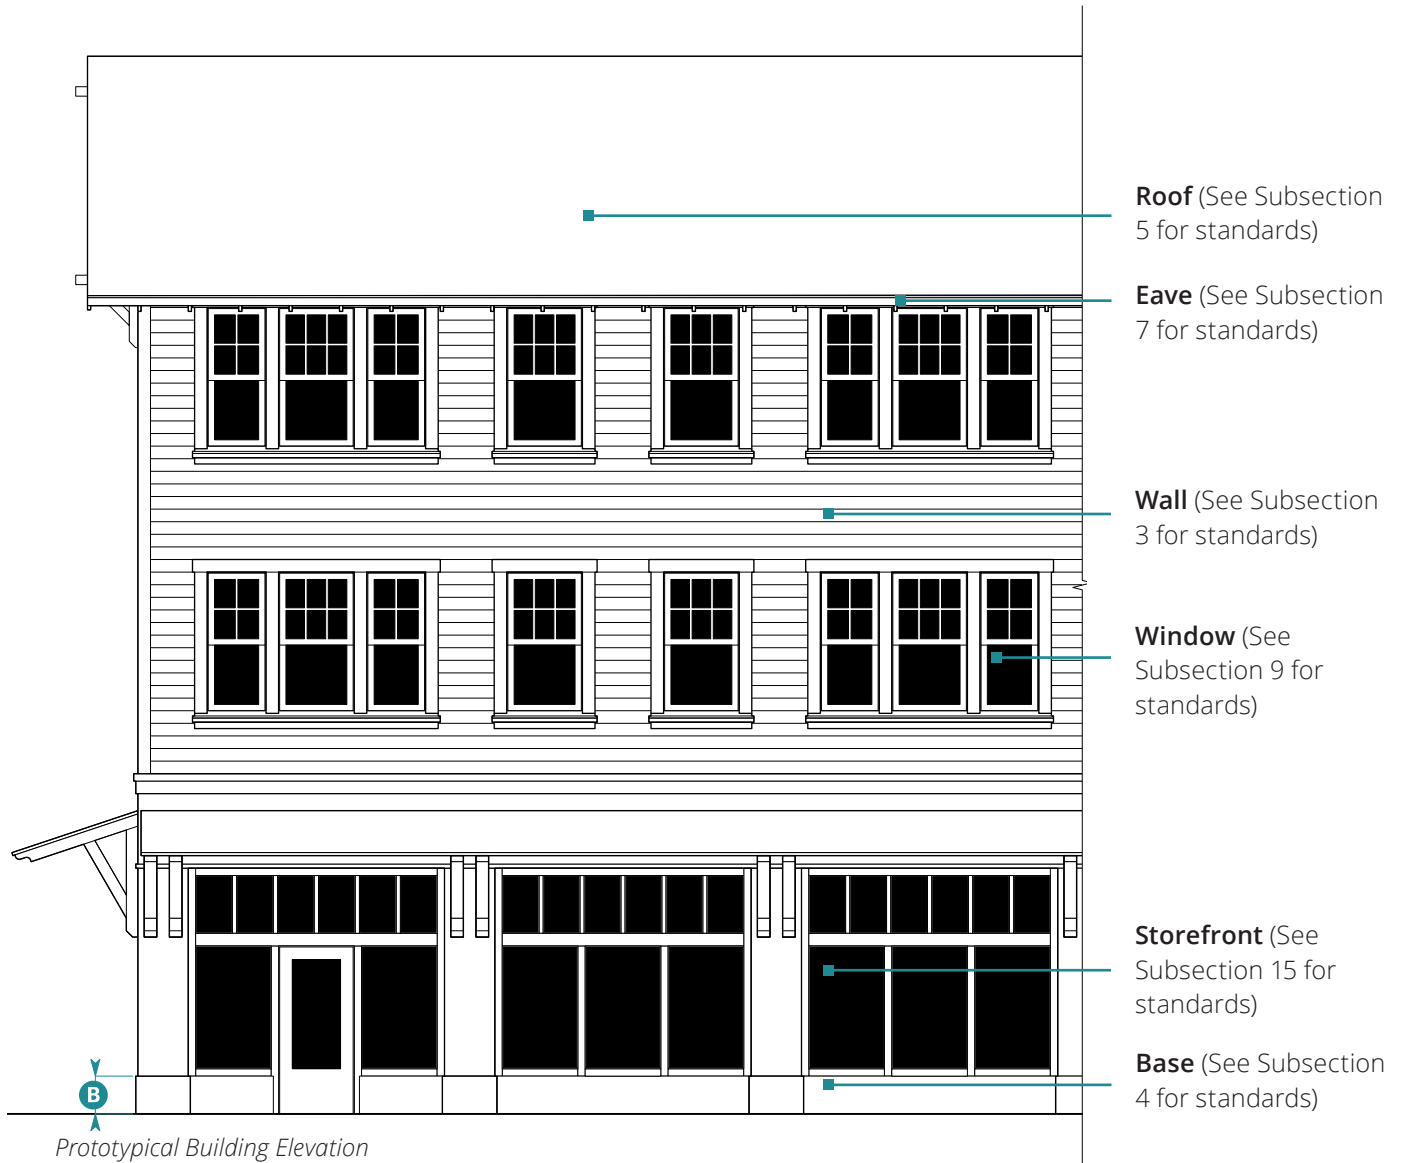 Roof (See Subsection
5 for standards)
Eave (See Subsection
7 for standards)
Wall (See Subsection
3 for standards)
Window (See
Subsection 9 for
standards)
Storefront (See
Subsection 15 for
standards)
Base (See Subsection
4 for standards)
B
Prototypical Building Elevation